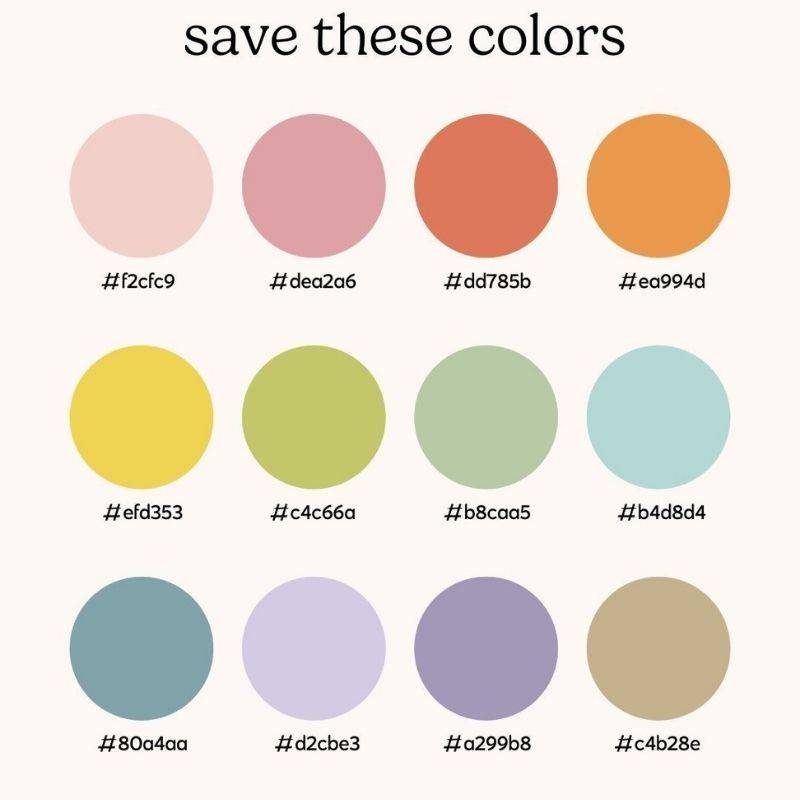 save these colors
#f2cfc9 #dea2a6 #dd785b #ea994d
#efd353 #c4c66a #b8caa5 #b4d8d4
#80a4aa #d2cbe3 #a299b8 #c4b28e